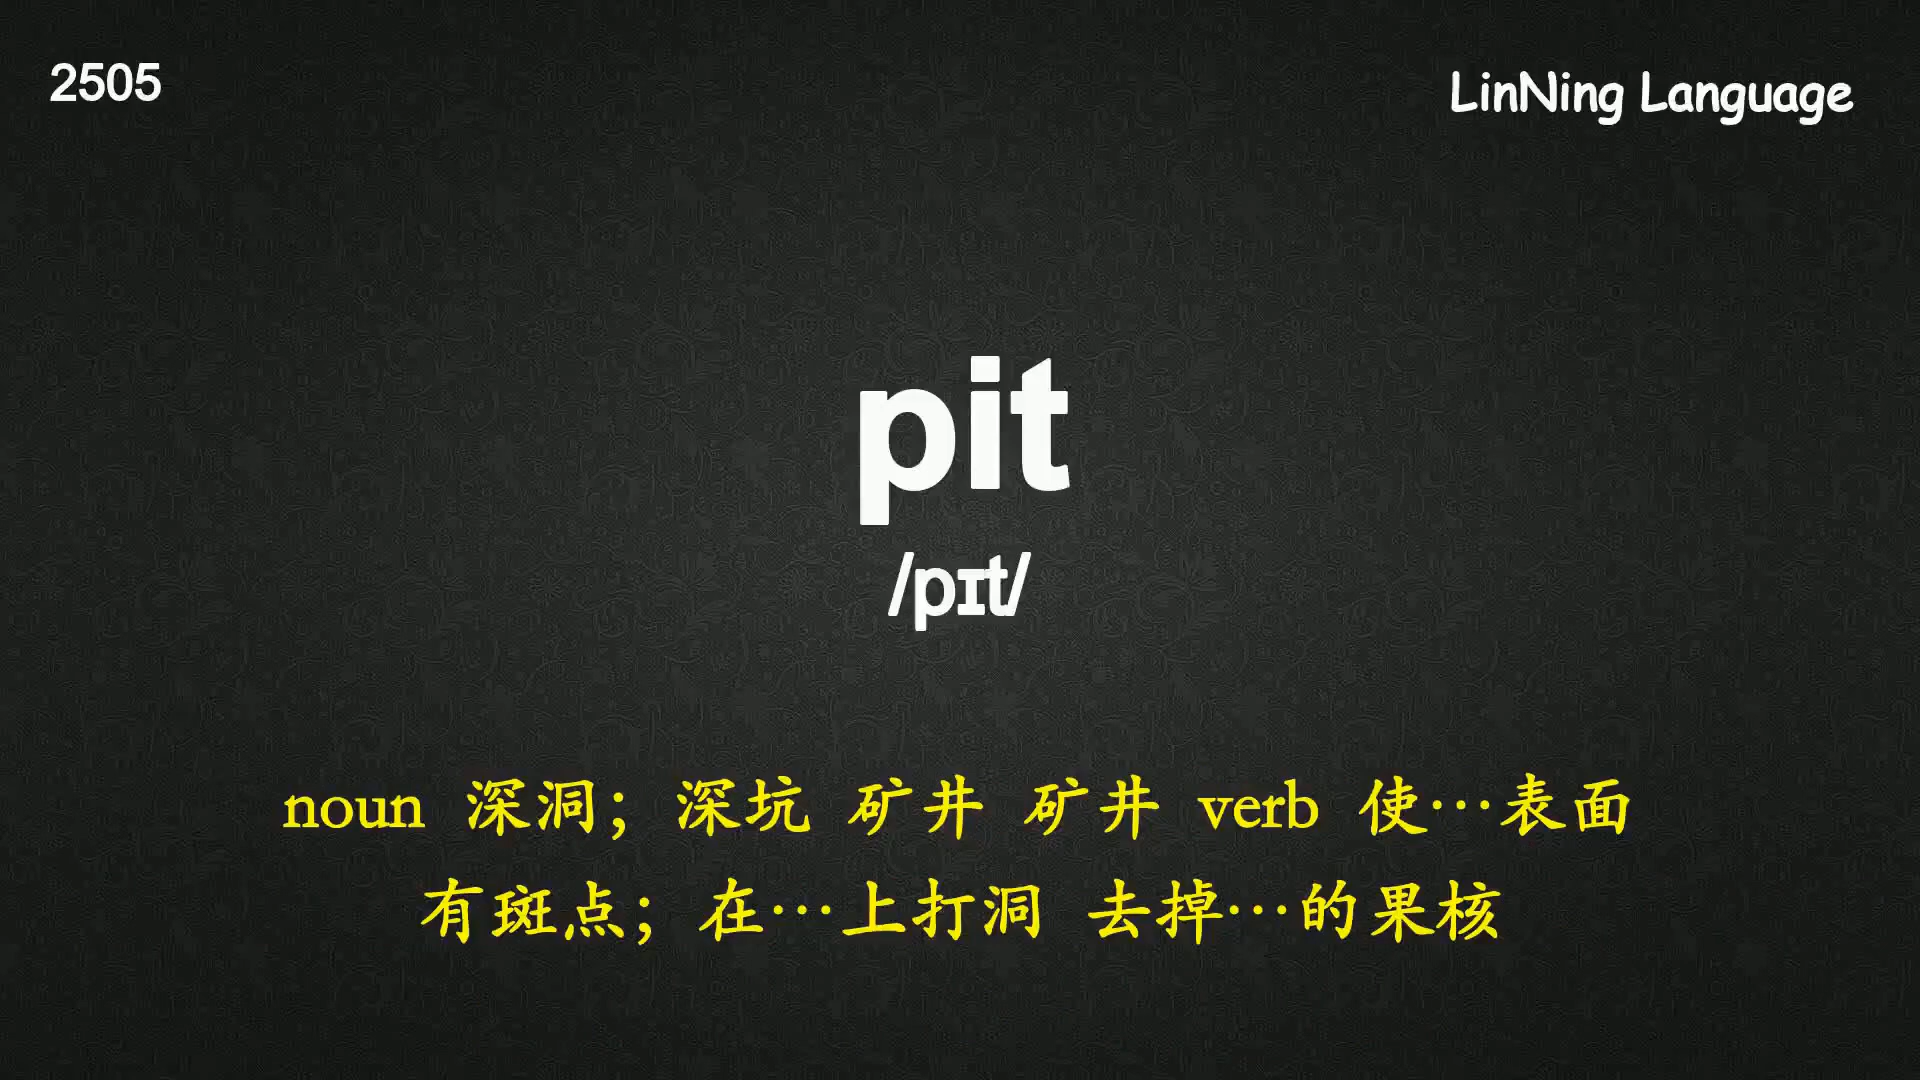 2505
LinNing Language
pit
/pɪt/
noun 深洞；深坑 矿井 矿井 verb 使…表面
有斑点；在…上打洞 去掉…的果核